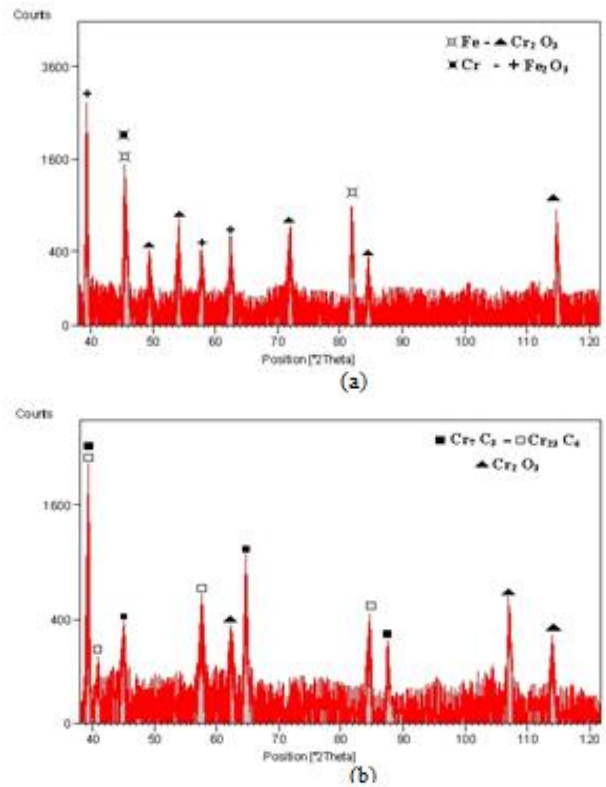 Counts
¤ Fe - ▲ Cr₂ O₃
✖ Cr - + Fe₂O₃
3600
1600
400
0
40 50 60 70 80 90 100 110 120
Position [°2Theta]
(a)
Counts
■ Cr₇ C₃ - □ Cr₂₃ C₆
▲ Cr₂ O₃
1600
400
0
40 50 60 70 80 90 100 110 120
Position [°2Theta]
(b)